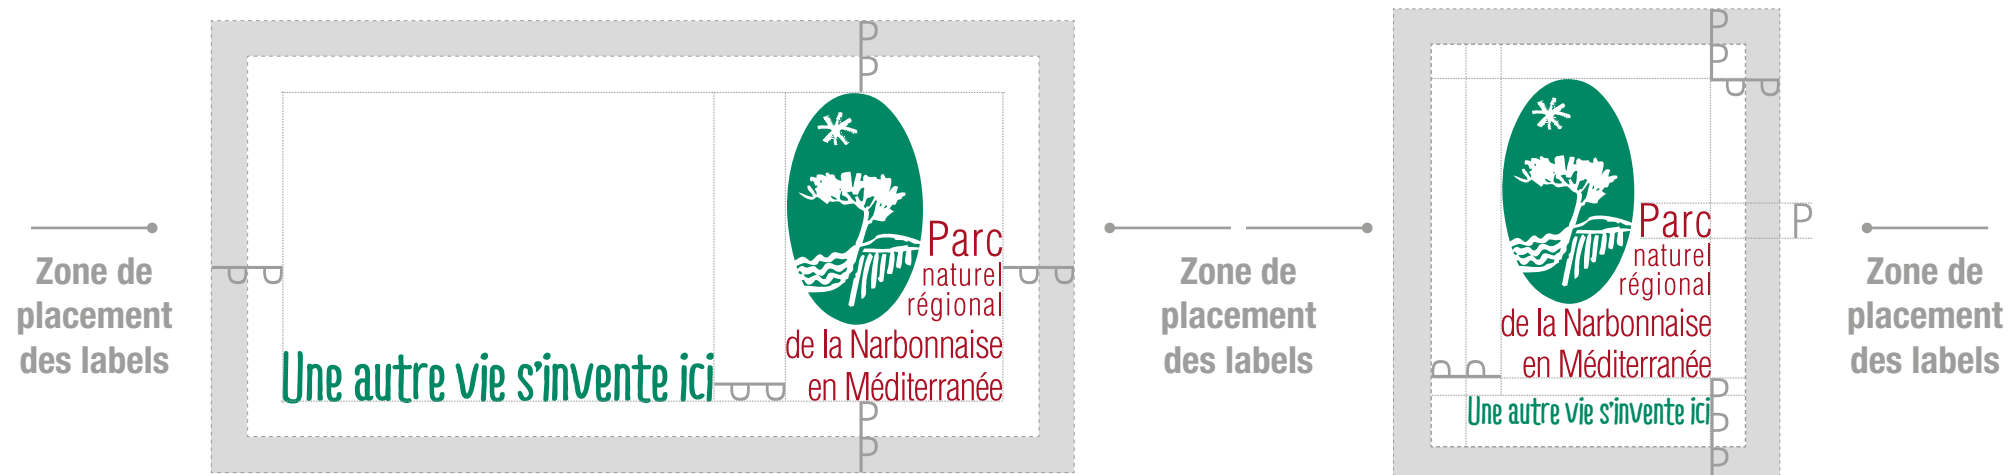 Zone de
placement
des labels
P
P
P P
Parc
naturel
régional
de la Narbonnaise
en Méditerranée
Une autre vie s'invente ici
P P
P P
P
P
Zone de
placement
des labels
P
P
P P
Parc
naturel
régional
de la Narbonnaise
en Méditerranée
P
P P
Une autre vie s'invente ici
P
P
P
Zone de
placement
des labels